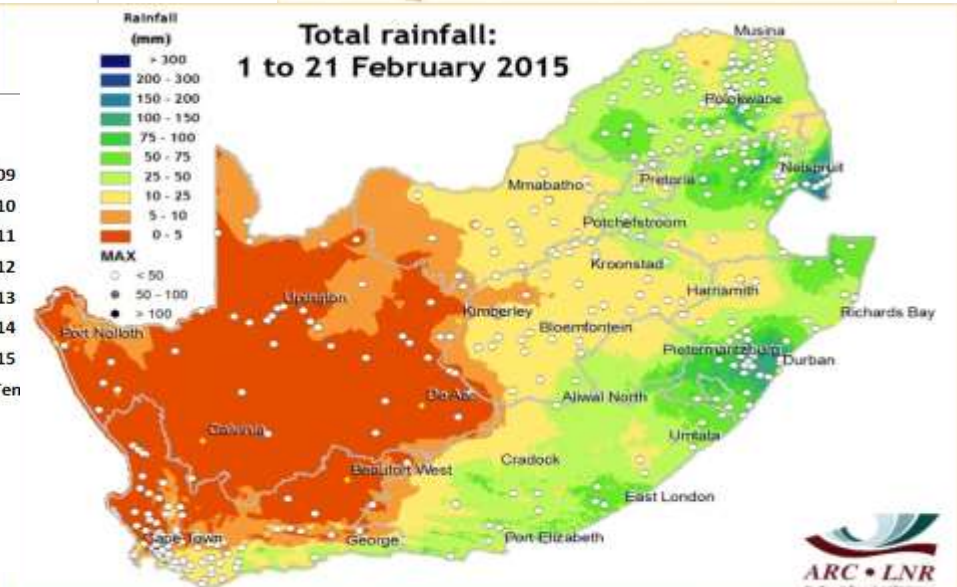 Rainfall
(mm)
> 300
200 - 300
150 - 200
100 - 150
75 - 100
50 - 75
25 - 50
10 - 25
5 - 10
0 - 5
MAX
< 50
50 - 100
> 100
Total rainfall:
1 to 21 February 2015
09
10
11
12
13
14
15
Musina
Polokwane
Nelspruit
Mmabatho
Pretoria
Potchefstroom
Kroonstad
Harrismith
Upington
Kimberley
Richards Bay
Port Nolloth
Bloemfontein
Pietermaritzburg
Durban
De Aar
Aliwal North
Calvinia
Umtata
Beaufort West
Cradock
East London
Cape Town
George
Port Elizabeth
ARC • LNR